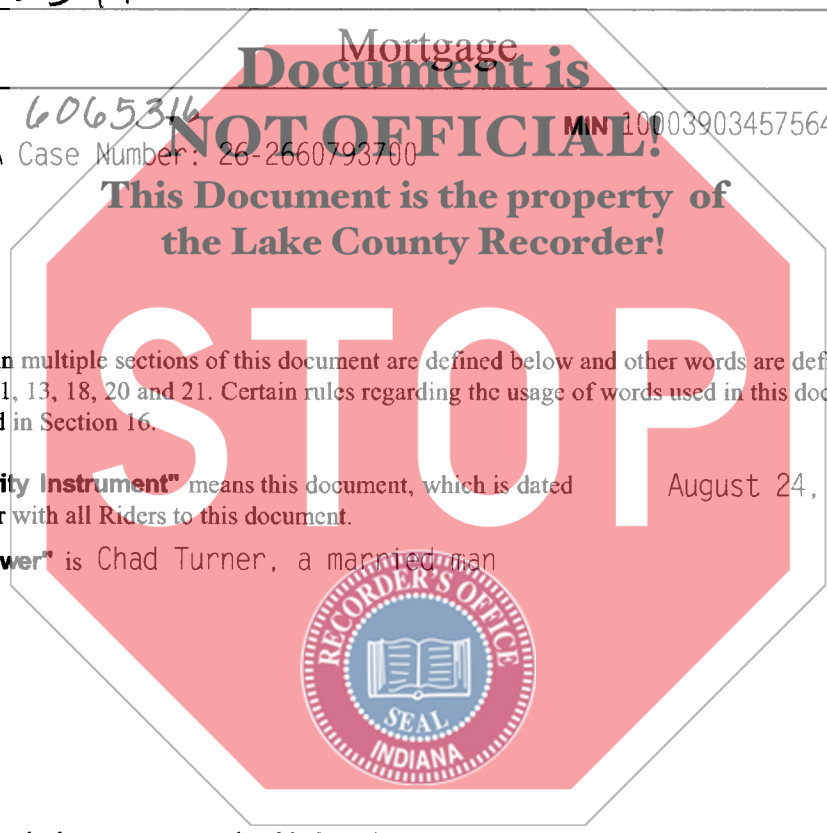 Mortgage
Document is
6065316
NOT OFFICIAL!
MIN 10003903457564
Case Number: 26-2660793700
This Document is the property of
the Lake County Recorder!
STOP
in multiple sections of this document are defined below and other words are defi
1, 13, 18, 20 and 21. Certain rules regarding the usage of words used in this doc
d in Section 16.
ity Instrument" means this document, which is dated August 24,
r with all Riders to this document.
wer" is Chad Turner, a married man
RECORDER'S OFFICE
SEAL
INDIANA